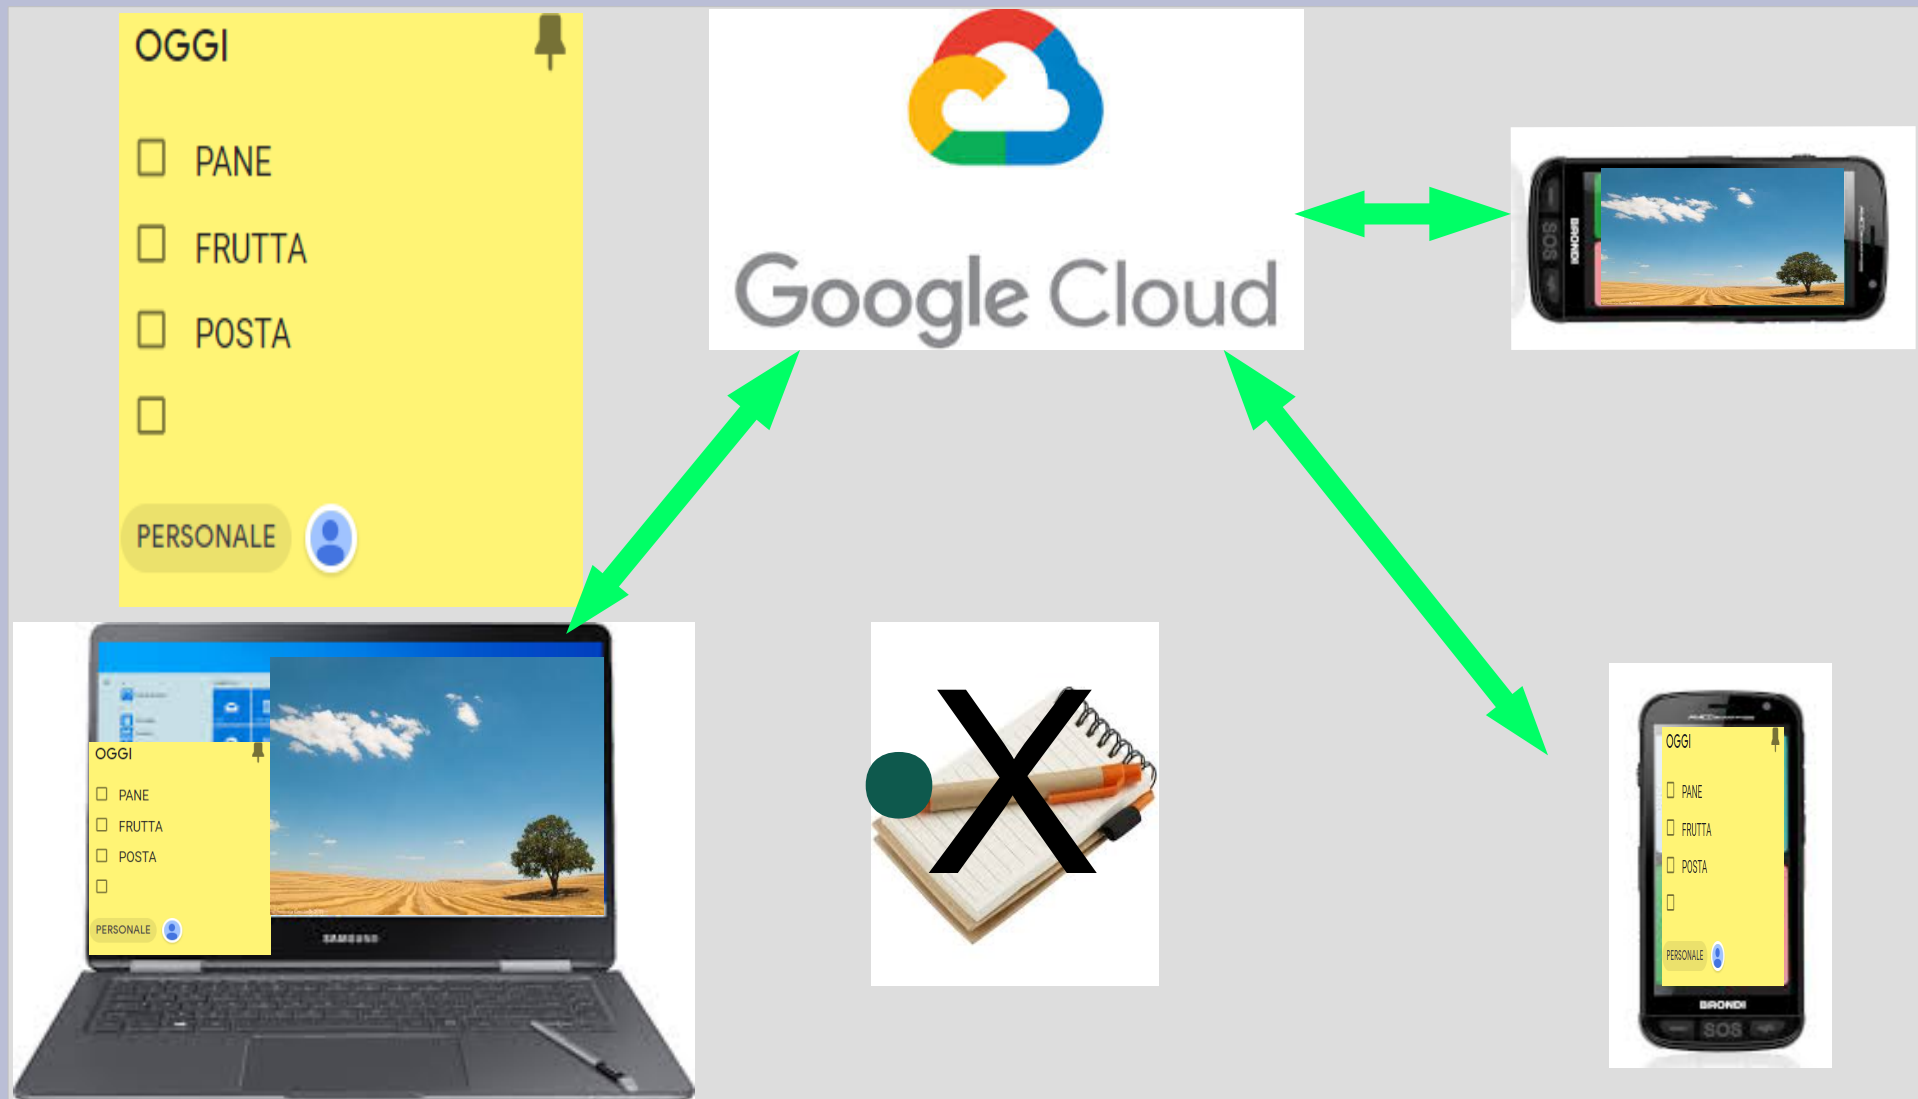 OGGI
PANE
FRUTTA
POSTA
PERSONALE
Google Cloud
BRONDI
SOS
OGGI
PANE
FRUTTA
POSTA
PERSONALE
SAMSUNG
X
OGGI
PANE
FRUTTA
POSTA
PERSONALE
BRONDI
SOS